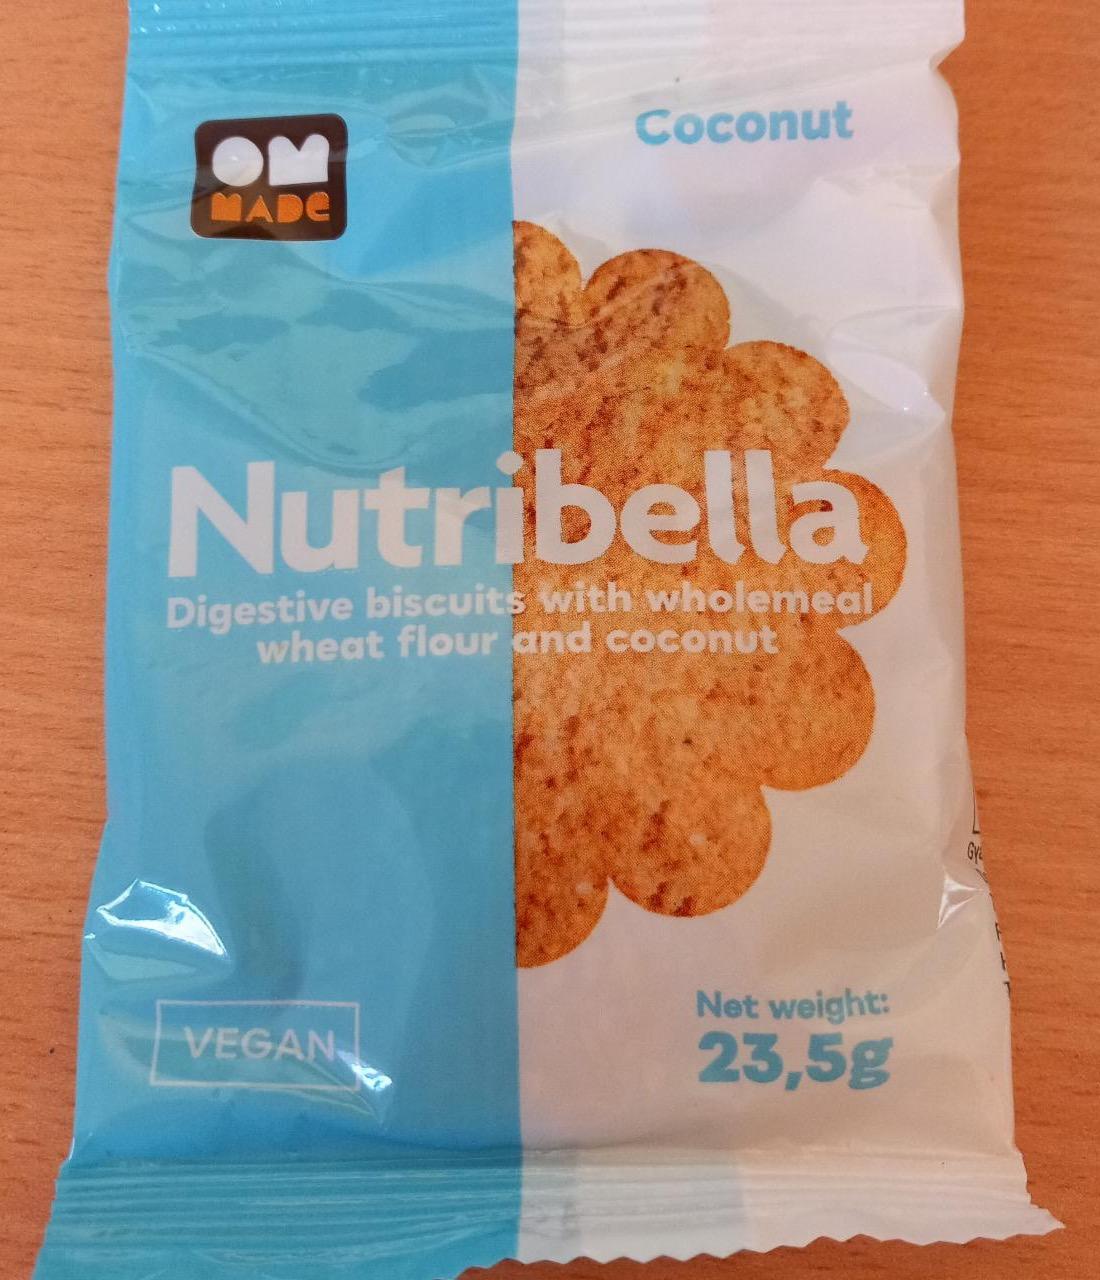 OM
MADE
Coconut
Nutribella
Digestive biscuits with wholemeal
wheat flour and coconut
VEGAN
Net weight:
23,5g